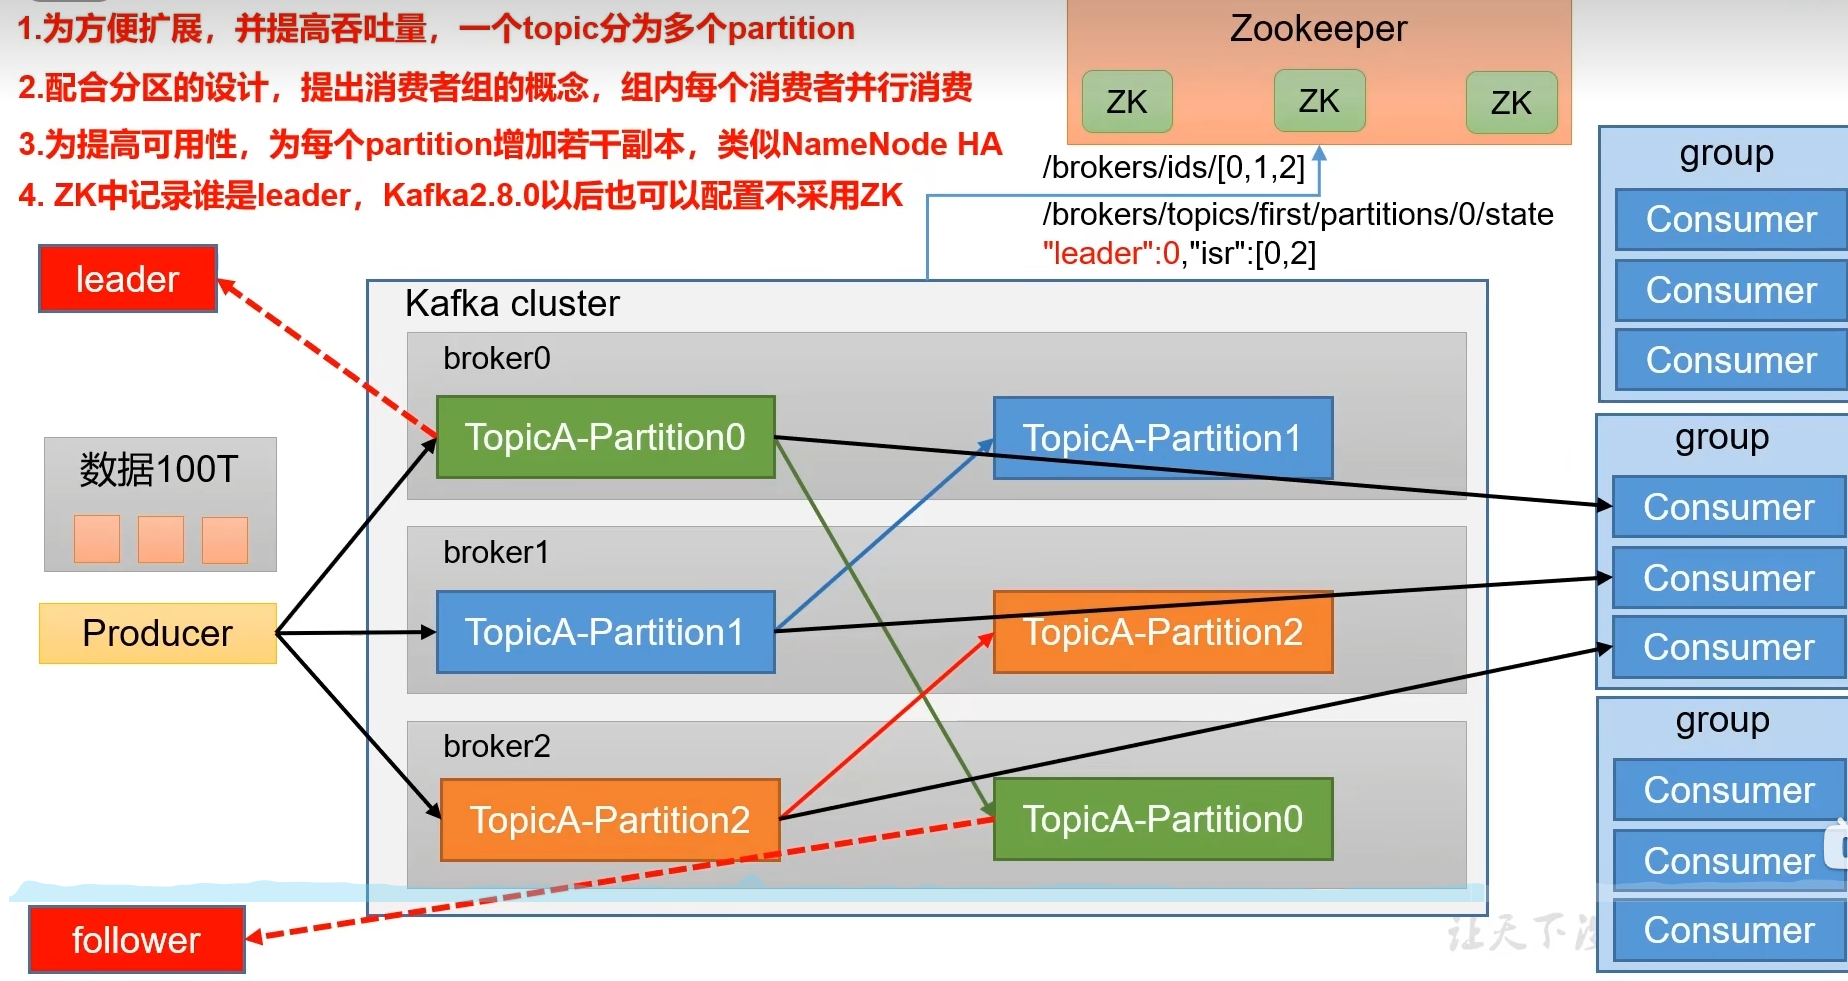 1.为方便扩展，并提高吞吐量，一个topic分为多个partition
2.配合分区的设计，提出消费者组的概念，组内每个消费者并行消费
3.为提高可用性，为每个partition增加若干副本，类似NameNode HA
4. ZK中记录谁是leader，Kafka2.8.0以后也可以配置不采用ZK
Zookeeper
ZK
ZK
ZK
/brokers/ids/[0,1,2]
/brokers/topics/first/partitions/0/state
"leader":0,"isr":[0,2]
leader
数据100T
Producer
follower
Kafka cluster
broker0
TopicA-Partition0
TopicA-Partition1
broker1
TopicA-Partition1
TopicA-Partition2
broker2
TopicA-Partition2
TopicA-Partition0
group
Consumer
Consumer
Consumer
group
Consumer
Consumer
Consumer
group
Consumer
Consumer
Consumer
让天下没